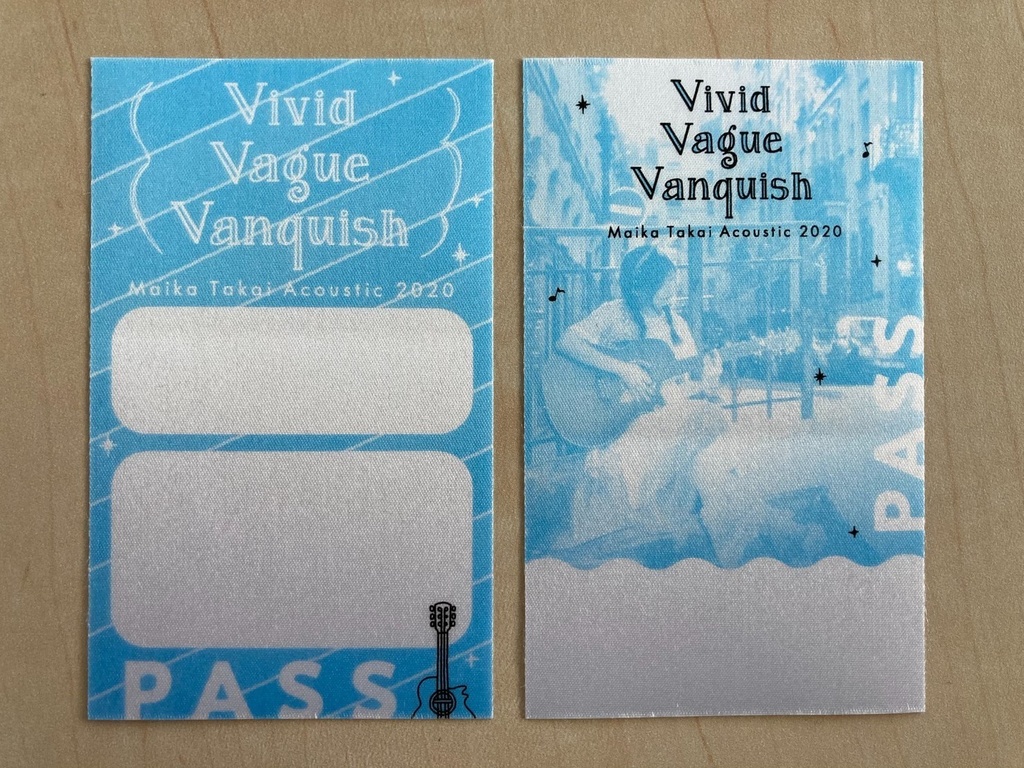 Vivid
Vague
Vanquish
Maika Takai Acoustic 2020
PASS
Vivid
Vague
Vanquish
Maika Takai Acoustic 2020
PASS